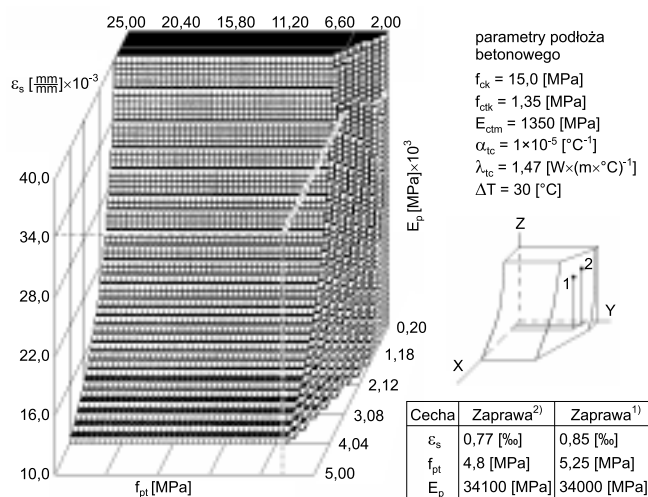 25,00 20,40 15,80 11,20 6,60 2,00
εs [mm/mm]×10⁻³
40,0
34,0
28,0
22,0
16,0
10,0
Ep [MPa]×10³
0,20
1,18
2,12
3,08
4,04
5,00
fpt [MPa]
parametry podłoża
betonowego
fck = 15,0 [MPa]
fctk = 1,35 [MPa]
Ectm = 1350 [MPa]
αtc = 1×10⁻⁵ [°C⁻¹]
λtc = 1,47 [W×(m×°C)⁻¹]
ΔT = 30 [°C]
Z
1 2
Y
X
Cecha Zaprawa²⁾ Zaprawa¹⁾
εs 0,77 [‰] 0,85 [‰]
fpt 4,8 [MPa] 5,25 [MPa]
Ep 34100 [MPa] 34000 [MPa]